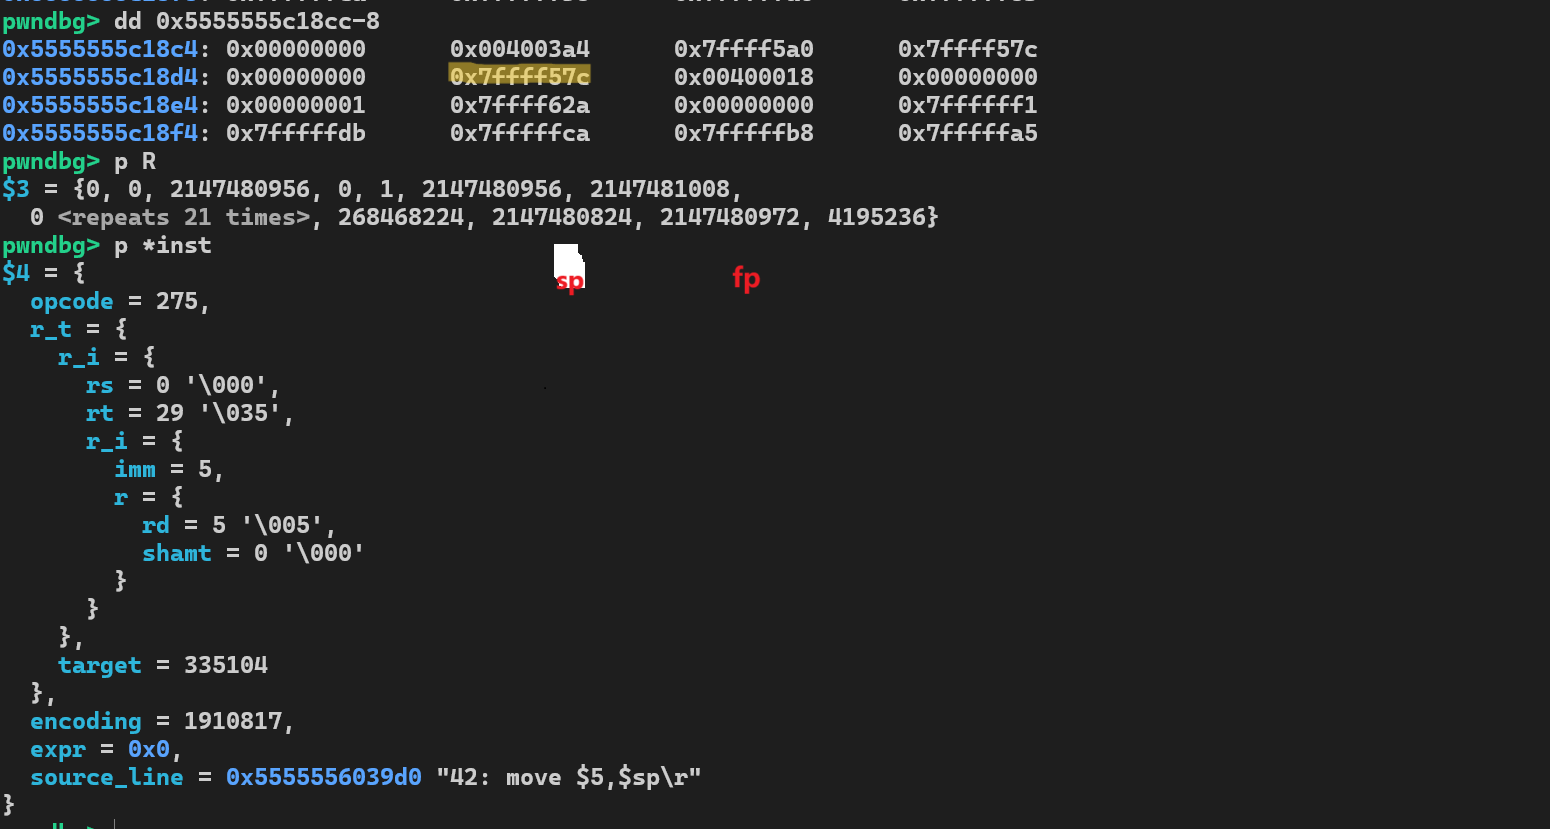 pwndbg> dd 0x5555555c18cc-8
0x5555555c18c4: 0x00000000 0x004003a4 0x7ffff5a0 0x7ffff57c
0x5555555c18d4: 0x00000000 0x7ffff57c 0x00400018 0x00000000
0x5555555c18e4: 0x00000001 0x7ffff62a 0x00000000 0x7ffffff1
0x5555555c18f4: 0x7fffffdb 0x7fffffca 0x7fffffb8 0x7fffffa5
pwndbg> p R
$3 = {0, 0, 2147480956, 0, 1, 2147480956, 2147481008,
0 <repeats 21 times>, 268468224, 2147480824, 2147480972, 4195236}
pwndbg> p *inst
$4 = {
sp fp
opcode = 275,
r_t = {
r_i = {
rs = 0 '\000',
rt = 29 '\035',
r_i = {
imm = 5,
r = {
rd = 5 '\005',
shamt = 0 '\000'
}
}
},
target = 335104
},
encoding = 1910817,
expr = 0x0,
source_line = 0x5555556039d0 "42: move $5,$sp\r"
}